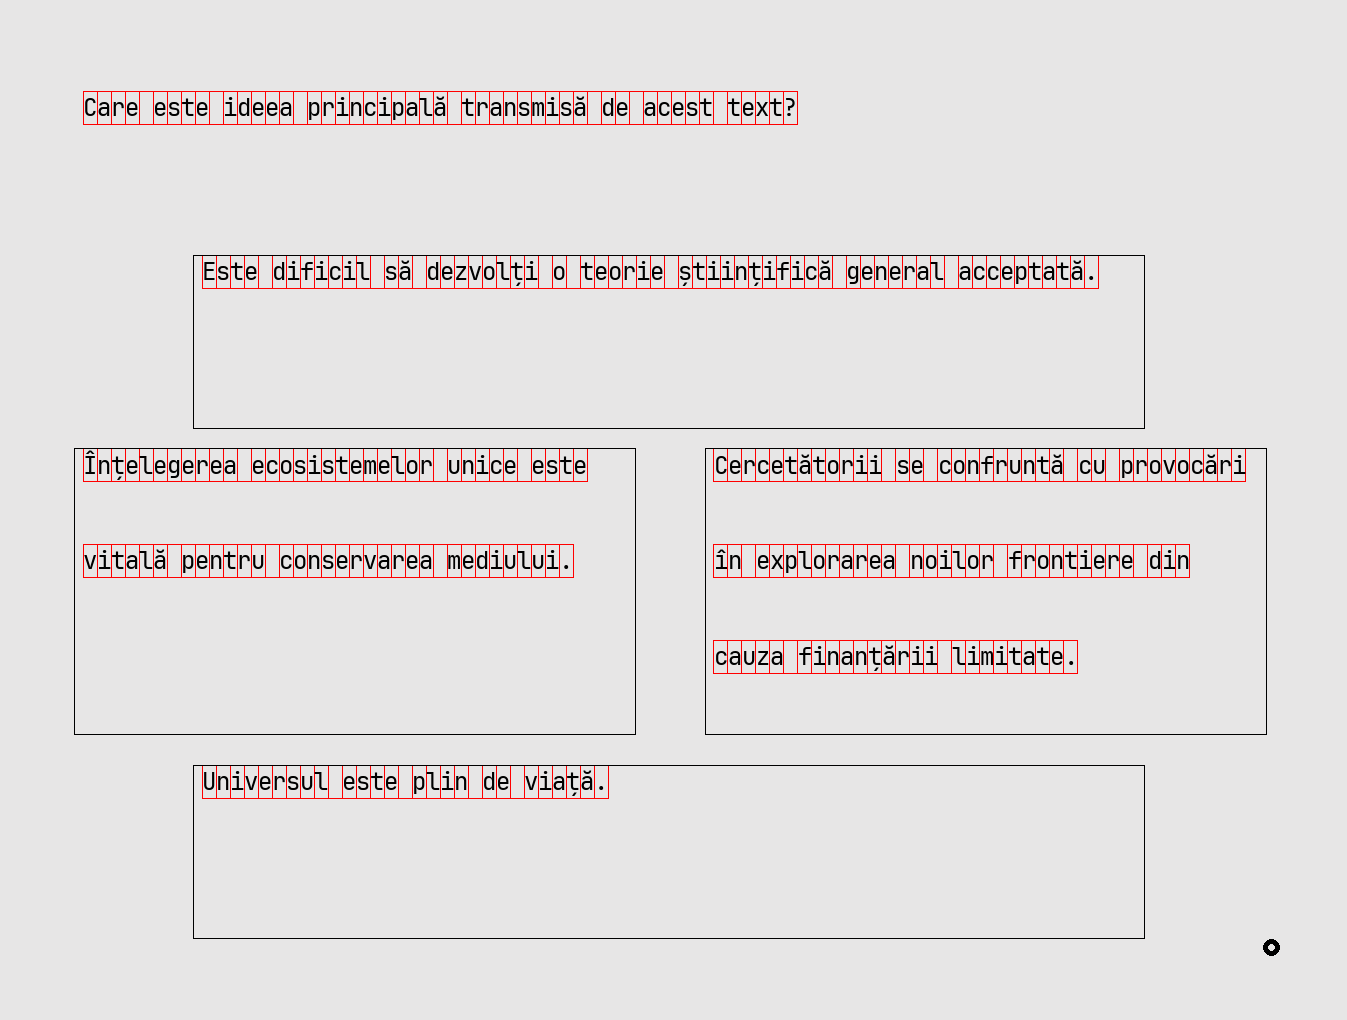 Care este ideea principală transmisă de acest text?
Este dificil să dezvolți o teorie științifică general acceptată.
Înțelegerea ecosistemelor unice este
vitală pentru conservarea mediului.
Cercetătorii se confruntă cu provocări
în explorarea noilor frontiere din
cauza finanțării limitate.
Universul este plin de viață.